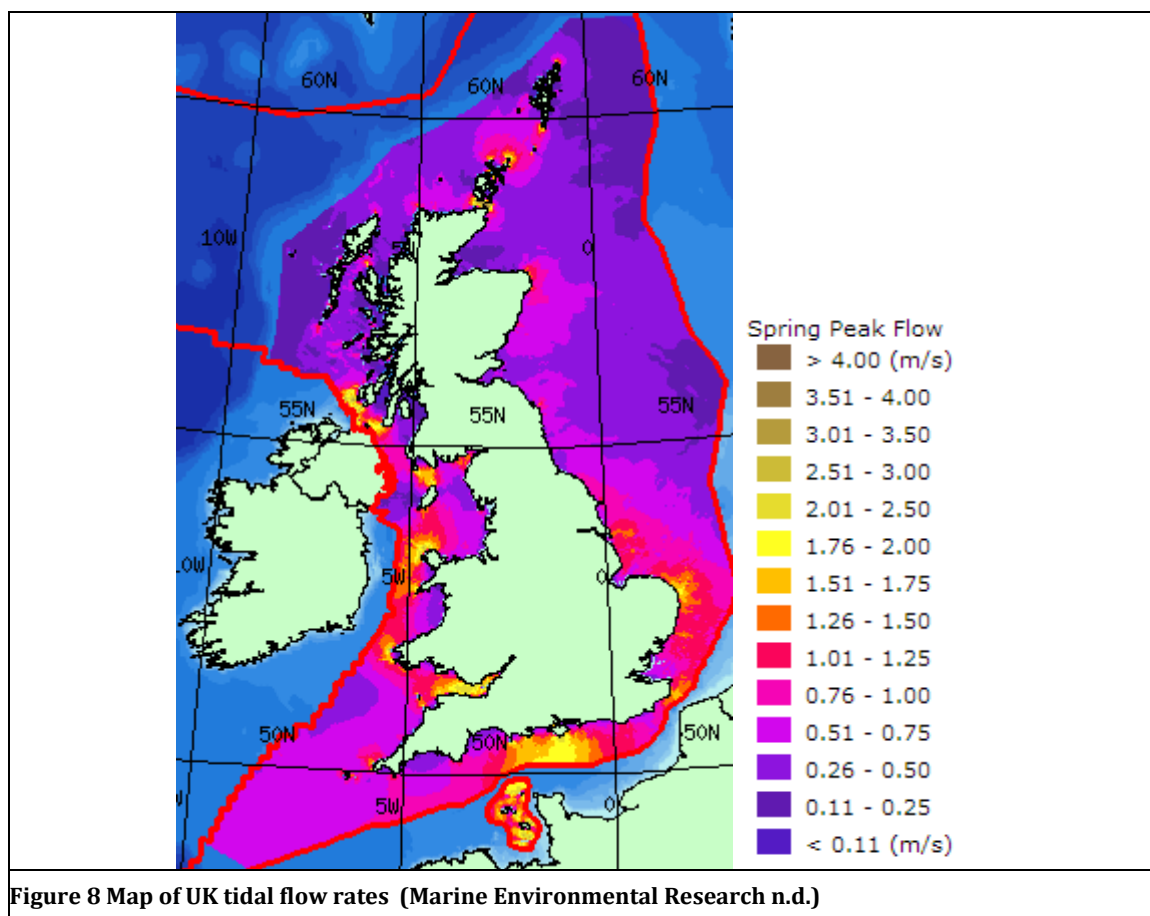 60N
60N
60N
10W
5W
0
55N
55N
55N
10W
5W
0
50N
50N
50N
5W
0
W
Spring Peak Flow
> 4.00 (m/s)
3.51 - 4.00
3.01 - 3.50
2.51 - 3.00
2.01 - 2.50
1.76 - 2.00
1.51 - 1.75
1.26 - 1.50
1.01 - 1.25
0.76 - 1.00
0.51 - 0.75
0.26 - 0.50
0.11 - 0.25
< 0.11 (m/s)
Figure 8 Map of UK tidal flow rates (Marine Environmental Research n.d.)